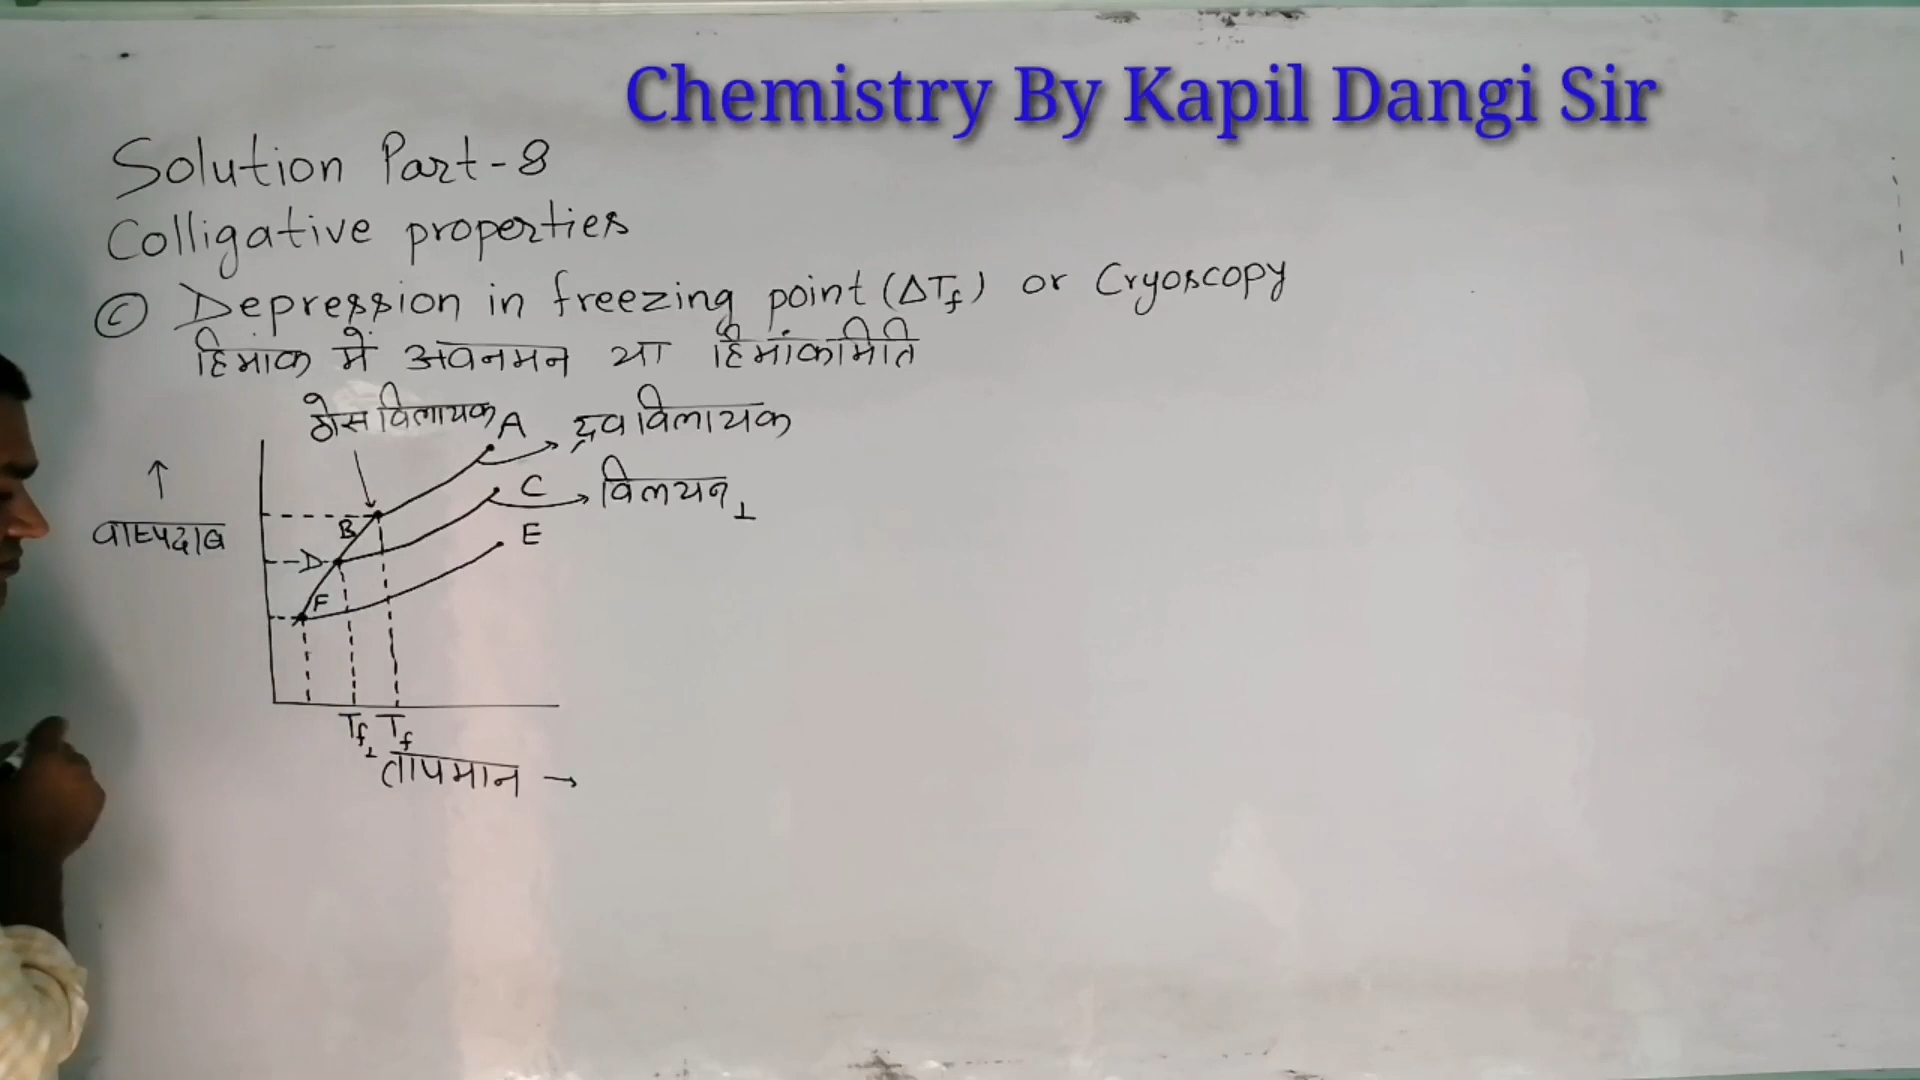 Chemistry By Kapil Dangi Sir
Solution Part-8
Colligative properties
(C) Depression in freezing point (ΔTf) or Cryoscopy
हिमांक में अवनमन या हिमांकमिति
ठोस विलायक A द्रव विलायक
C विलयन1
↑
वाष्पदाब
B
E
D
F
Tf1 Tf
तापमान →